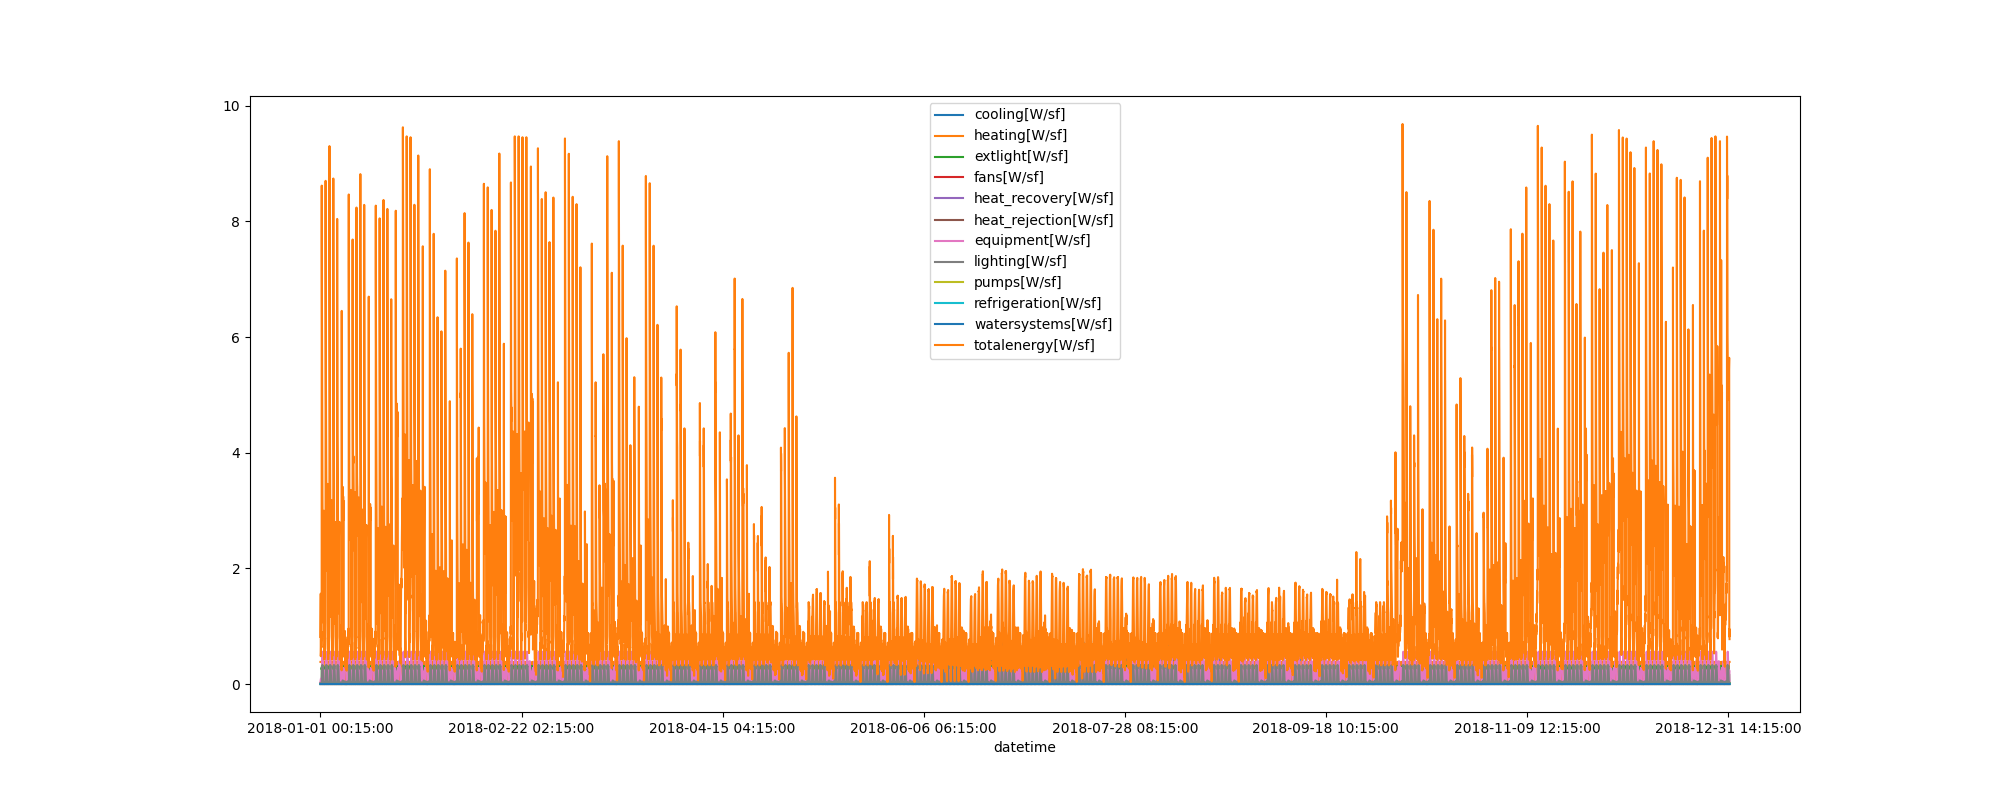 10
8
6
4
2
0
cooling[W/sf]
heating[W/sf]
extlight[W/sf]
fans[W/sf]
heat_recovery[W/sf]
heat_rejection[W/sf]
equipment[W/sf]
lighting[W/sf]
pumps[W/sf]
refrigeration[W/sf]
watersystems[W/sf]
totalenergy[W/sf]
2018-01-01 00:15:00 2018-02-22 02:15:00 2018-04-15 04:15:00 2018-06-06 06:15:00 2018-07-28 08:15:00 2018-09-18 10:15:00 2018-11-09 12:15:00 2018-12-31 14:15:00
datetime